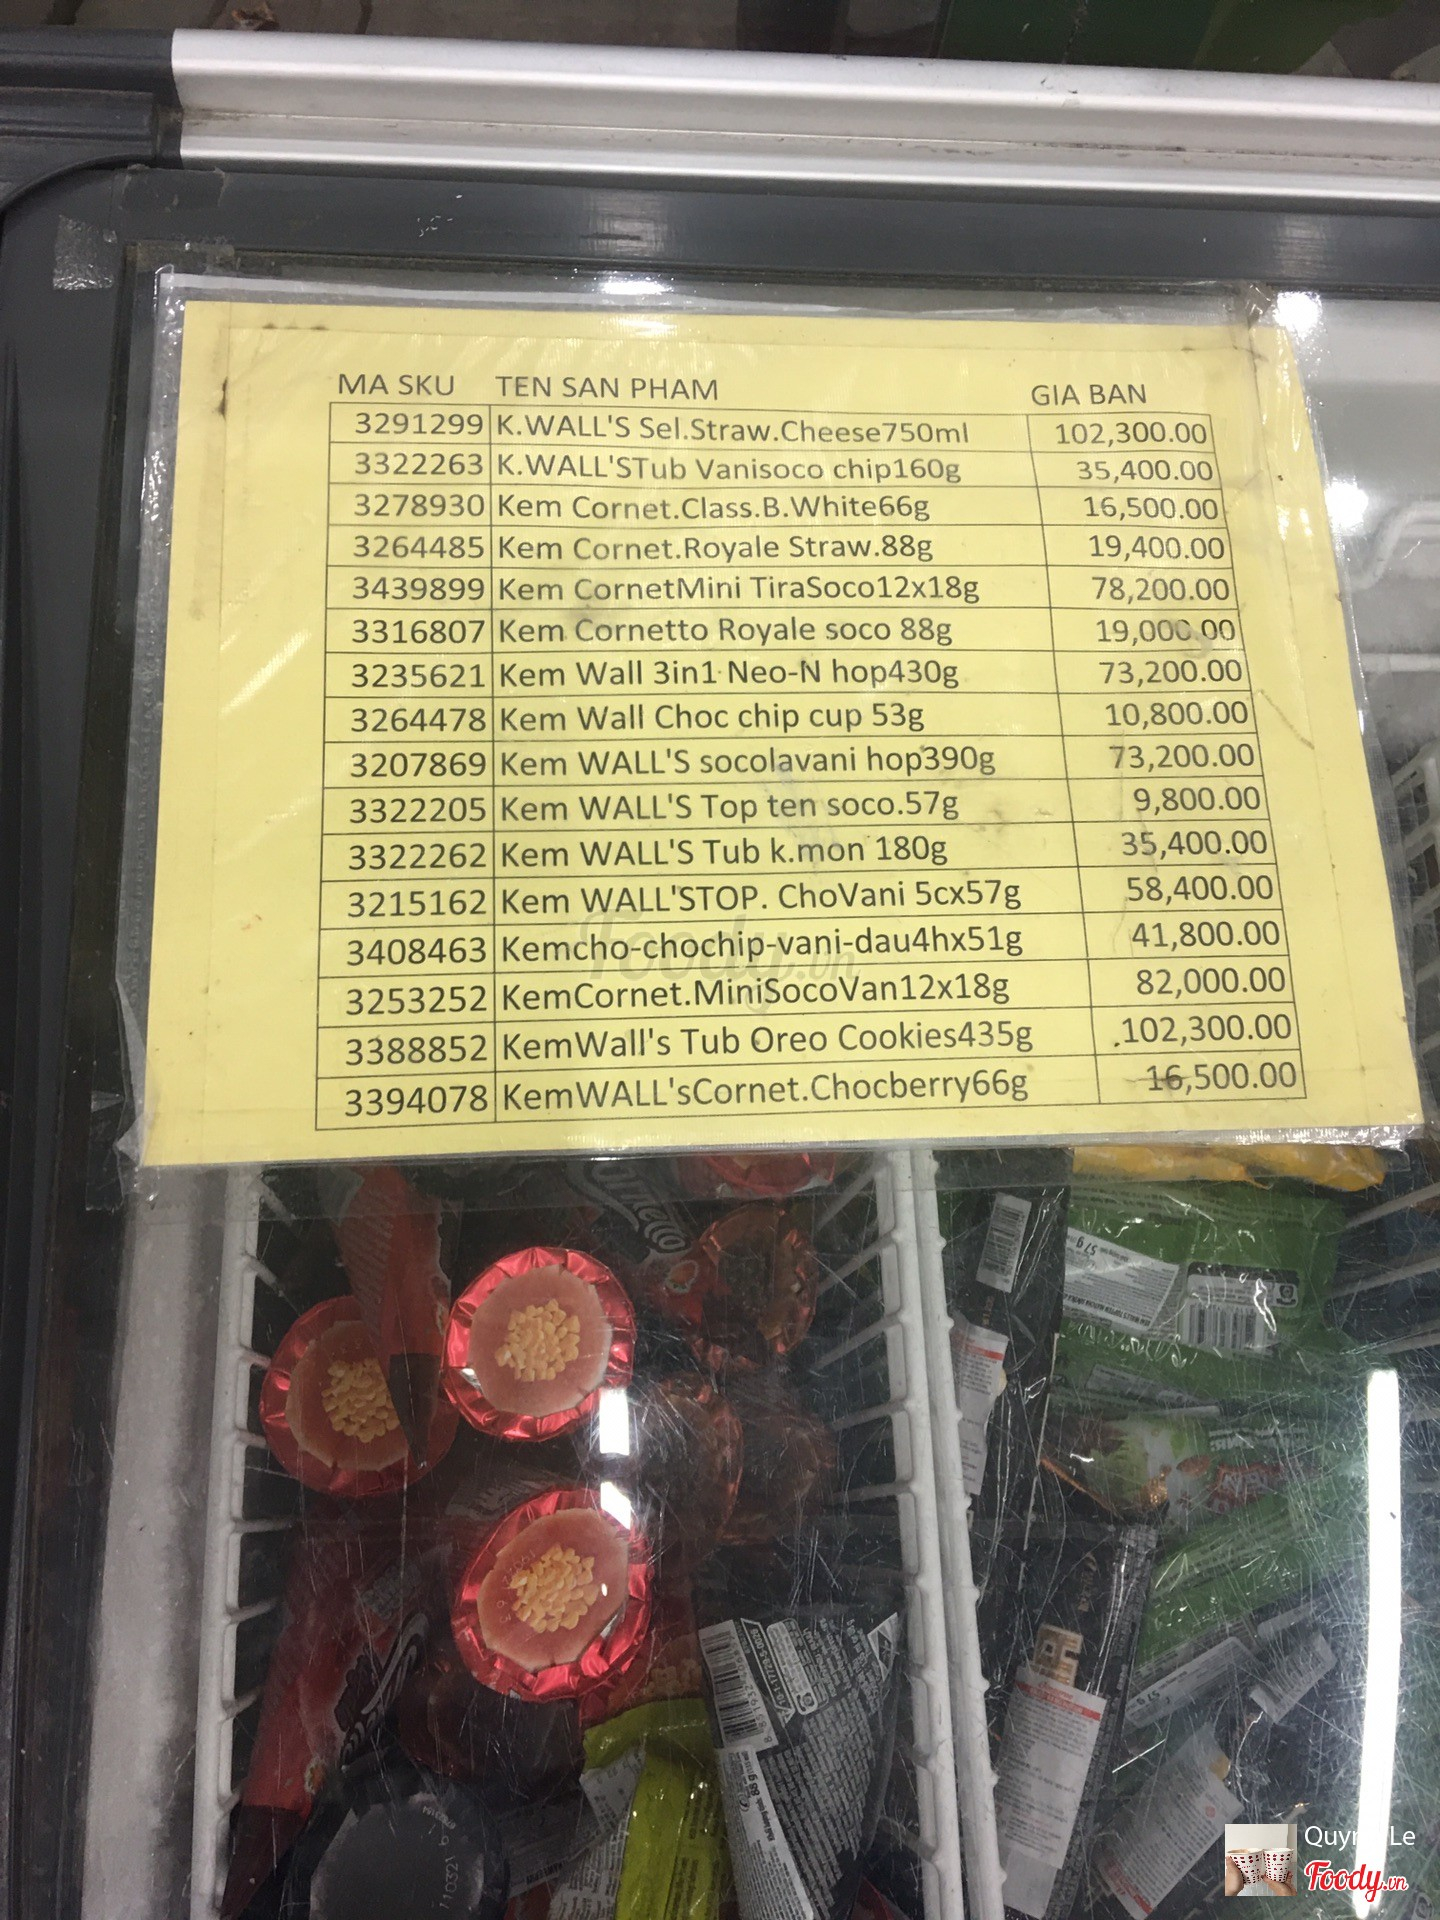 MA SKU TEN SAN PHAM GIA BAN
3291299 K.WALL'S Sel.Straw.Cheese750ml 102,300.00
3322263 K.WALL'STub Vanisoco chip160g 35,400.00
3278930 Kem Cornet.Class.B.White66g 16,500.00
3264485 Kem Cornet.Royale Straw.88g 19,400.00
3439899 Kem CornetMini TiraSoco12x18g 78,200.00
3316807 Kem Cornetto Royale soco 88g 19,000.00
3235621 Kem Wall 3in1 Neo-N hop430g 73,200.00
3264478 Kem Wall Choc chip cup 53g 10,800.00
3207869 Kem WALL'S socolavani hop390g 73,200.00
3322205 Kem WALL'S Top ten soco.57g 9,800.00
3322262 Kem WALL'S Tub k.mon 180g 35,400.00
3215162 Kem WALL'STOP. ChoVani 5cx57g 58,400.00
3408463 Kemcho-chochip-vani-dau4hx51g 41,800.00
3253252 KemCornet.MiniSocoVan12x18g 82,000.00
3388852 KemWall's Tub Oreo Cookies435g 102,300.00
3394078 KemWALL'sCornet.Chocberry66g 16,500.00
Foody.vn
57g
88g
Le
Foody.vn